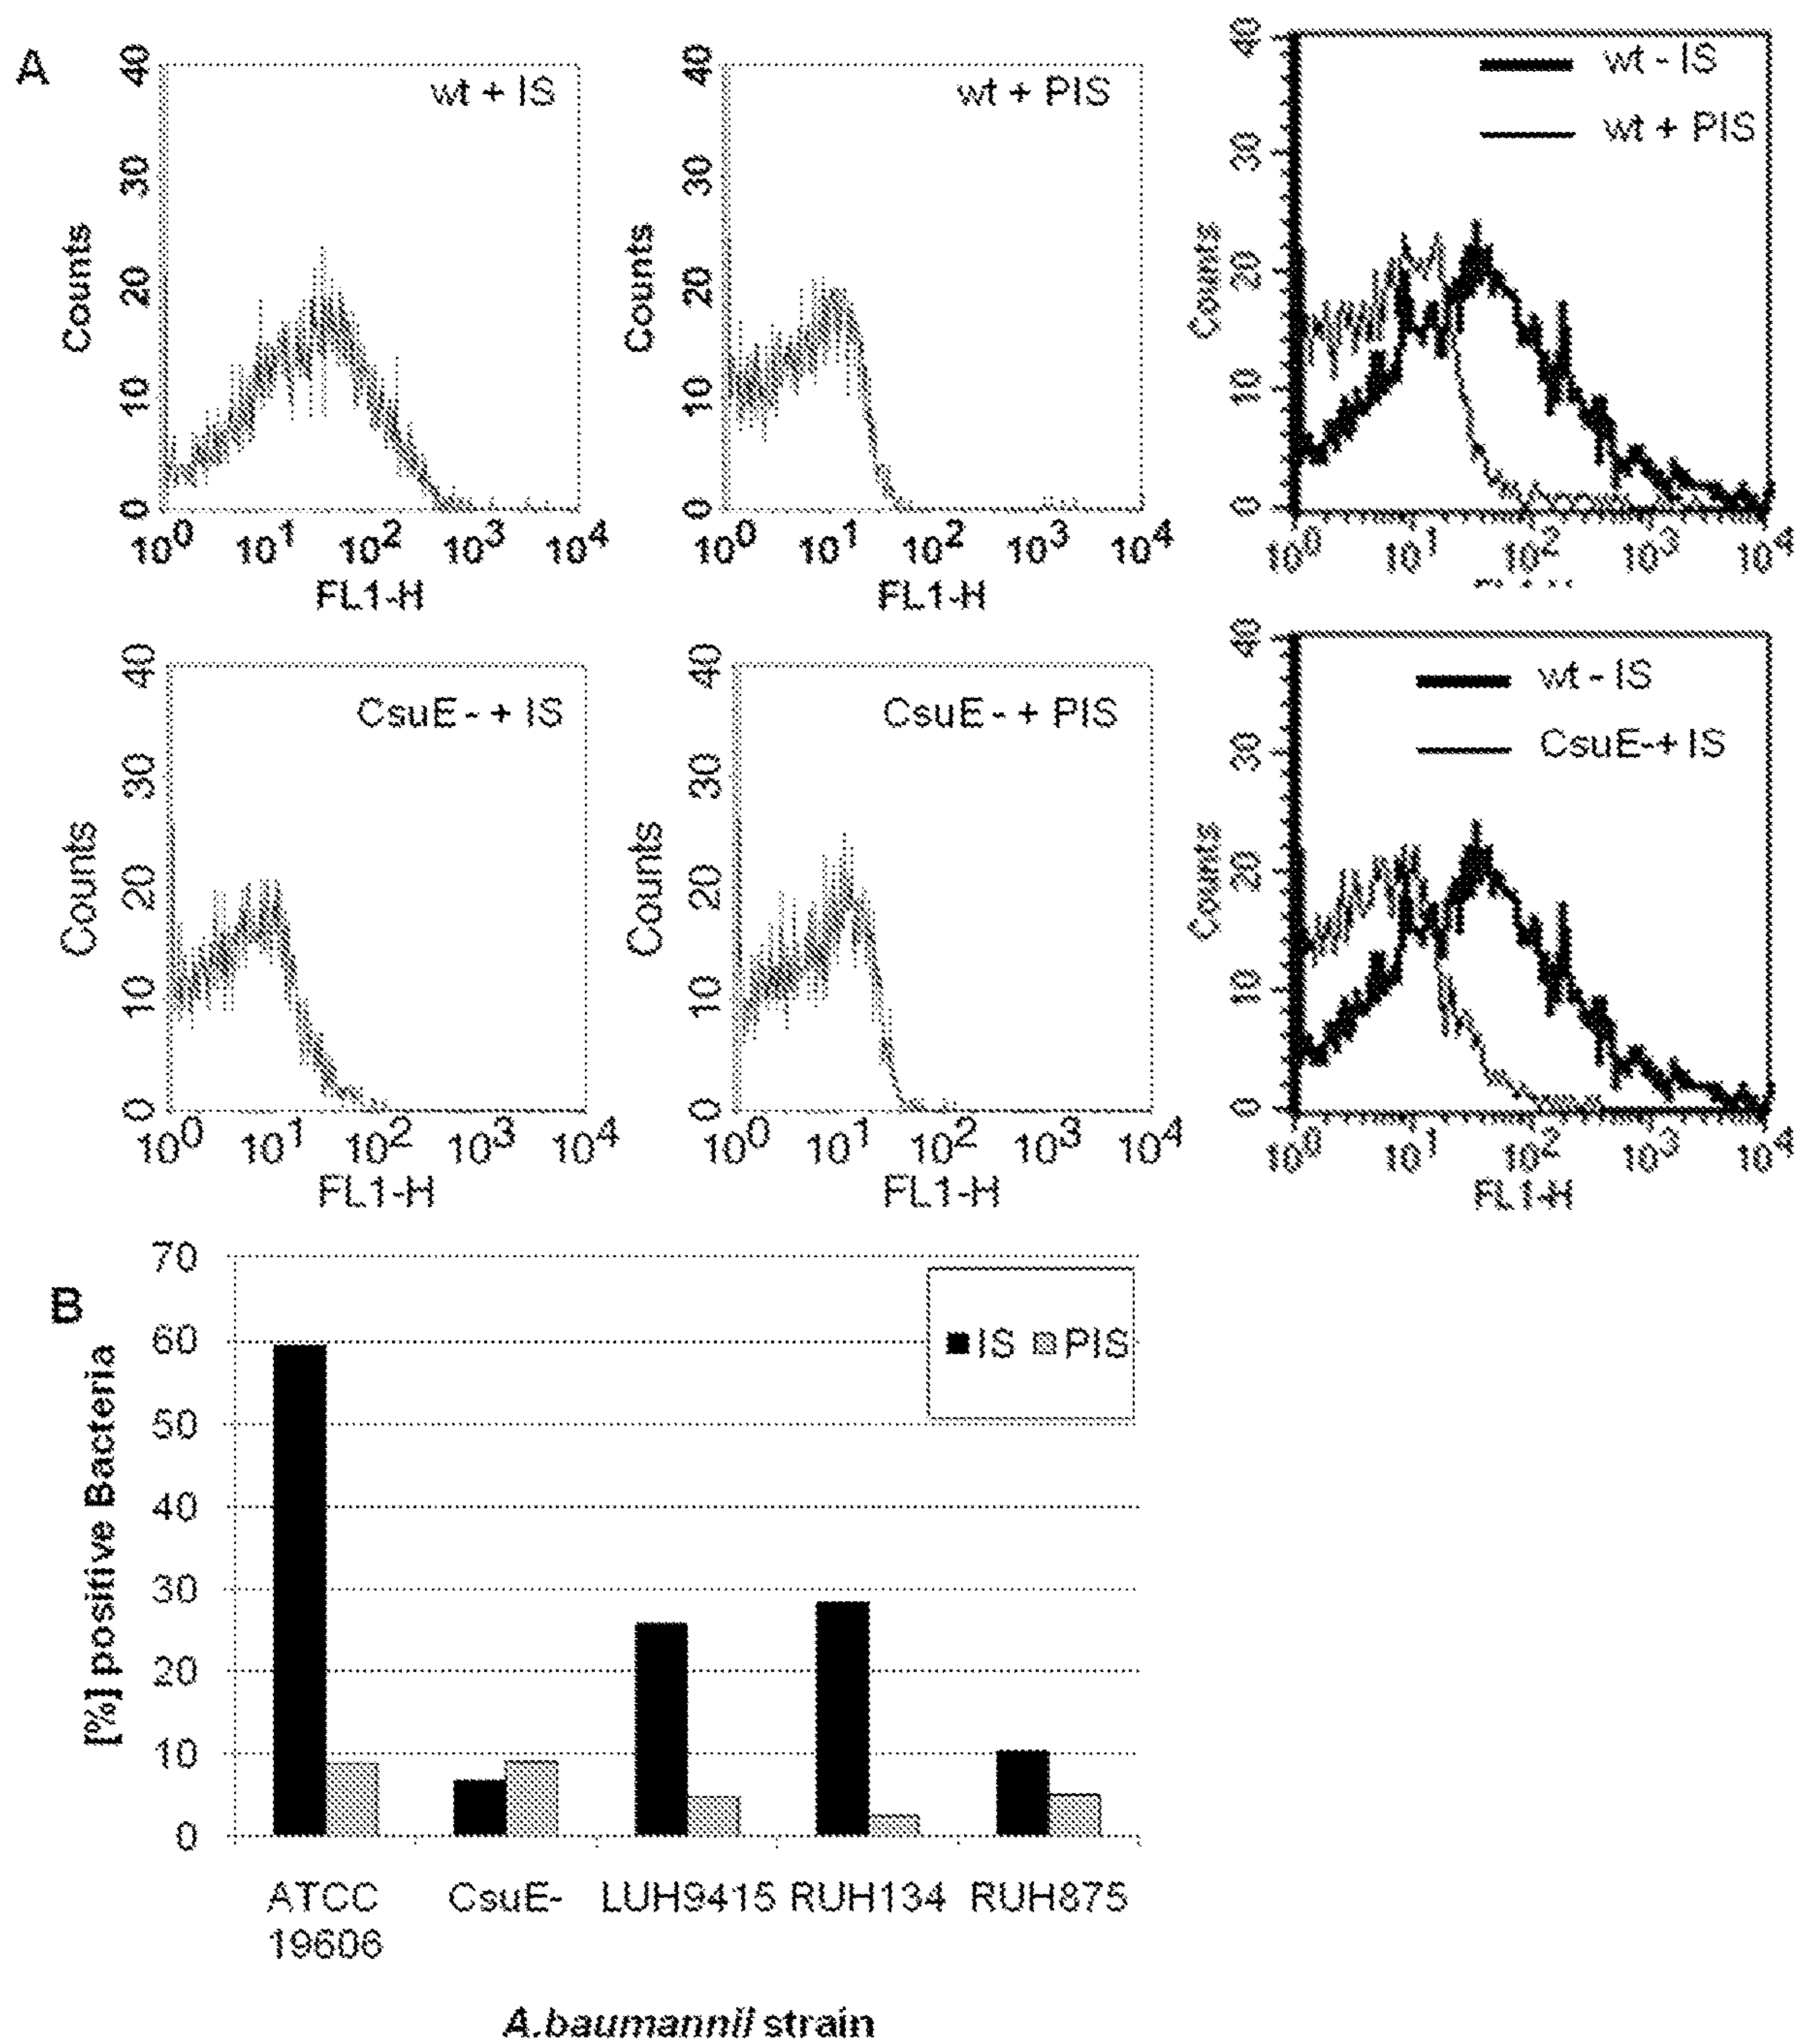 A
wt + IS
40
30
20
10
0
Counts
10^0 10^1 10^2 10^3 10^4
FL1-H
wt + PIS
40
30
20
10
0
Counts
10^0 10^1 10^2 10^3 10^4
FL1-H
wt - IS
wt + PIS
40
30
20
10
0
Counts
10^0 10^1 10^2 10^3 10^4
CsuE- + IS
40
30
20
10
0
Counts
10^0 10^1 10^2 10^3 10^4
FL1-H
CsuE- + PIS
40
30
20
10
0
Counts
10^0 10^1 10^2 10^3 10^4
FL1-H
wt - IS
CsuE-+ IS
40
30
20
10
0
Counts
10^0 10^1 10^2 10^3 10^4
FL1-H
B
[%] positive Bacteria
70
60
50
40
30
20
10
0
IS PIS
ATCC 19606
CsuE-
LUH9415
RUH134
RUH875
A.baumannii strain